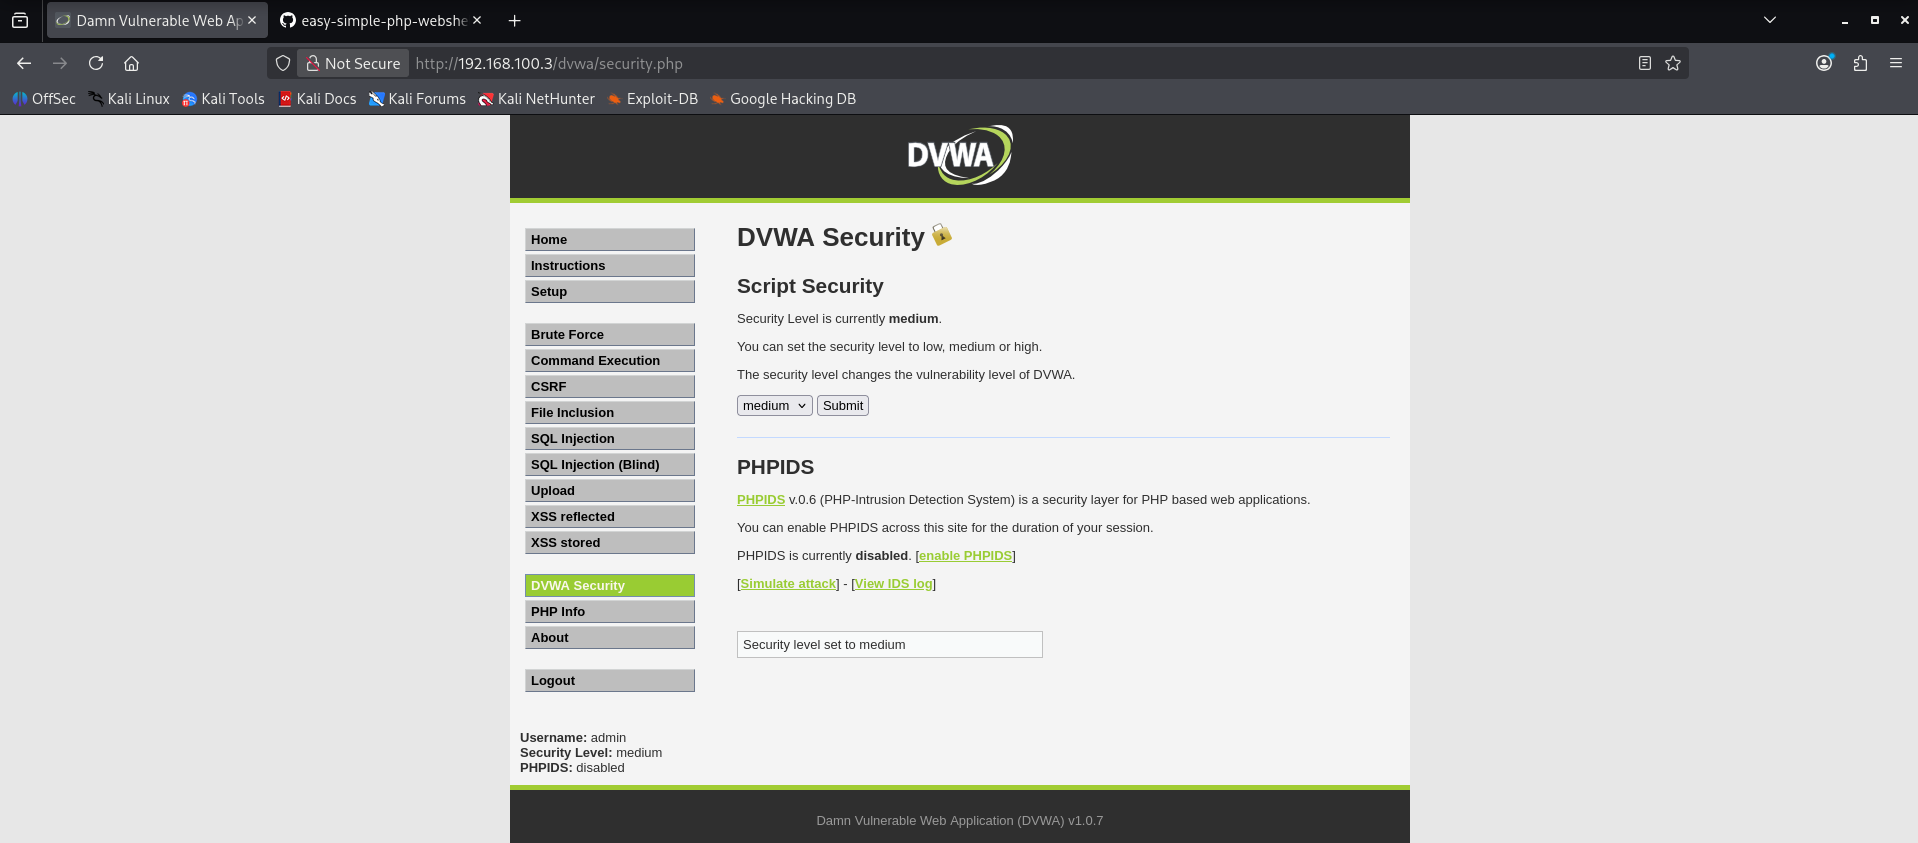 Damn Vulnerable Web Ap
easy-simple-php-webshe
Not Secure
http://192.168.100.3/dvwa/security.php
OffSec
Kali Linux
Kali Tools
Kali Docs
Kali Forums
Kali NetHunter
Exploit-DB
Google Hacking DB
DVWA
Home
Instructions
Setup
Brute Force
Command Execution
CSRF
File Inclusion
SQL Injection
SQL Injection (Blind)
Upload
XSS reflected
XSS stored
DVWA Security
PHP Info
About
Logout
Username: admin
Security Level: medium
PHPIDS: disabled
DVWA Security
Script Security
Security Level is currently medium.
You can set the security level to low, medium or high.
The security level changes the vulnerability level of DVWA.
medium Submit
PHPIDS
PHPIDS v.0.6 (PHP-Intrusion Detection System) is a security layer for PHP based web applications.
You can enable PHPIDS across this site for the duration of your session.
PHPIDS is currently disabled. [enable PHPIDS]
[Simulate attack] - [View IDS log]
Security level set to medium
Damn Vulnerable Web Application (DVWA) v1.0.7